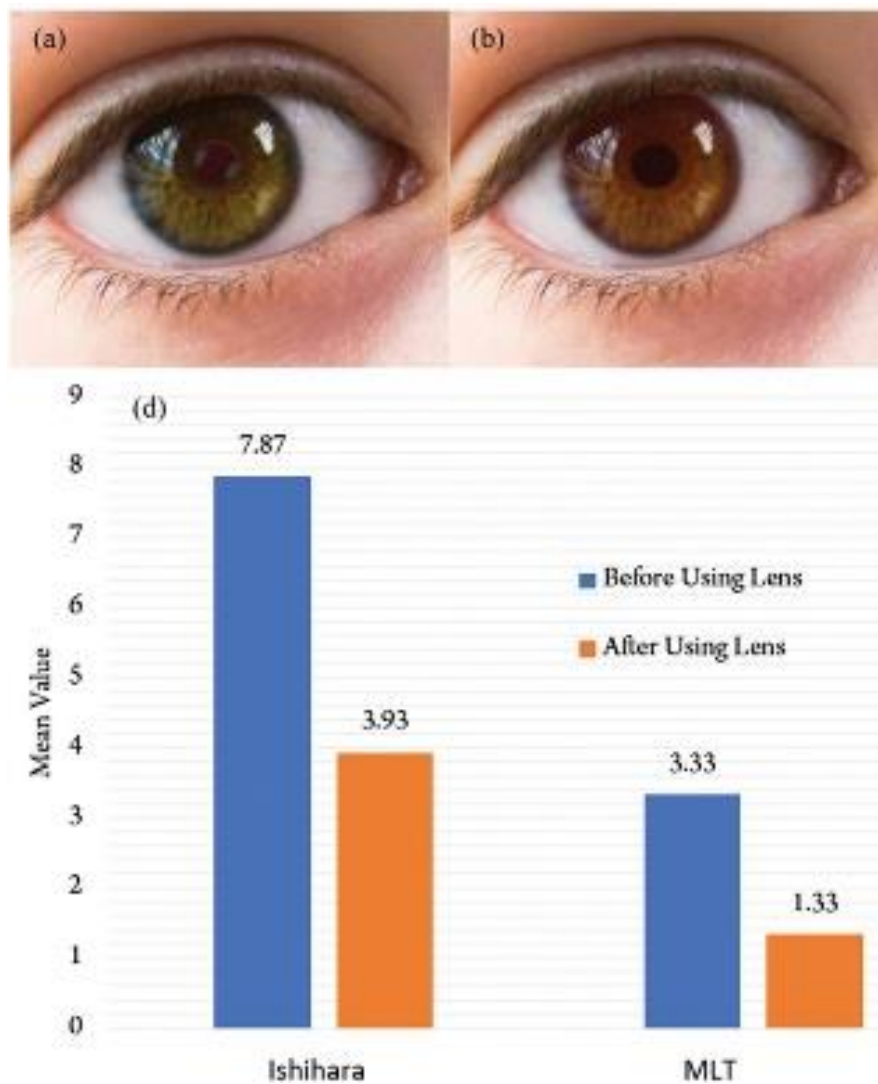 (a)
(b)
(d)
9
8
7
6
5
4
3
2
1
0
Mean Value
7.87
3.93
3.33
1.33
Before Using Lens
After Using Lens
Ishihara
MLT